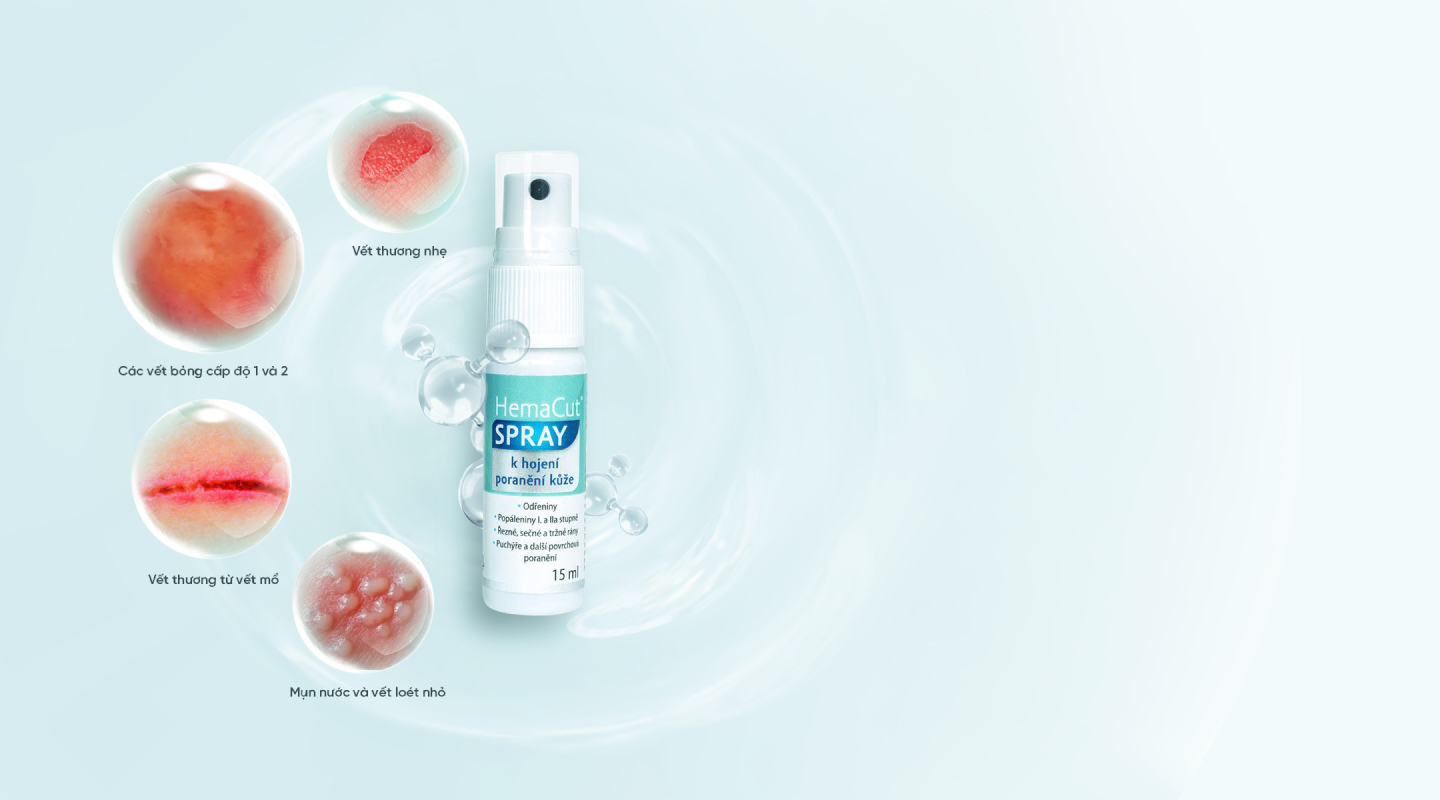 Vết thương nhẹ
Các vết bỏng cấp độ 1 và 2
Vết thương từ vết mổ
Mụn nước và vết loét nhỏ
HemaCut®
SPRAY
k hojení
poranění kůže
• Odřeniny
• Popáleniny I. a IIa stupně
• Řezné, sečné a tržné rány
• Puchýře a další povrchová
poranění
15 ml